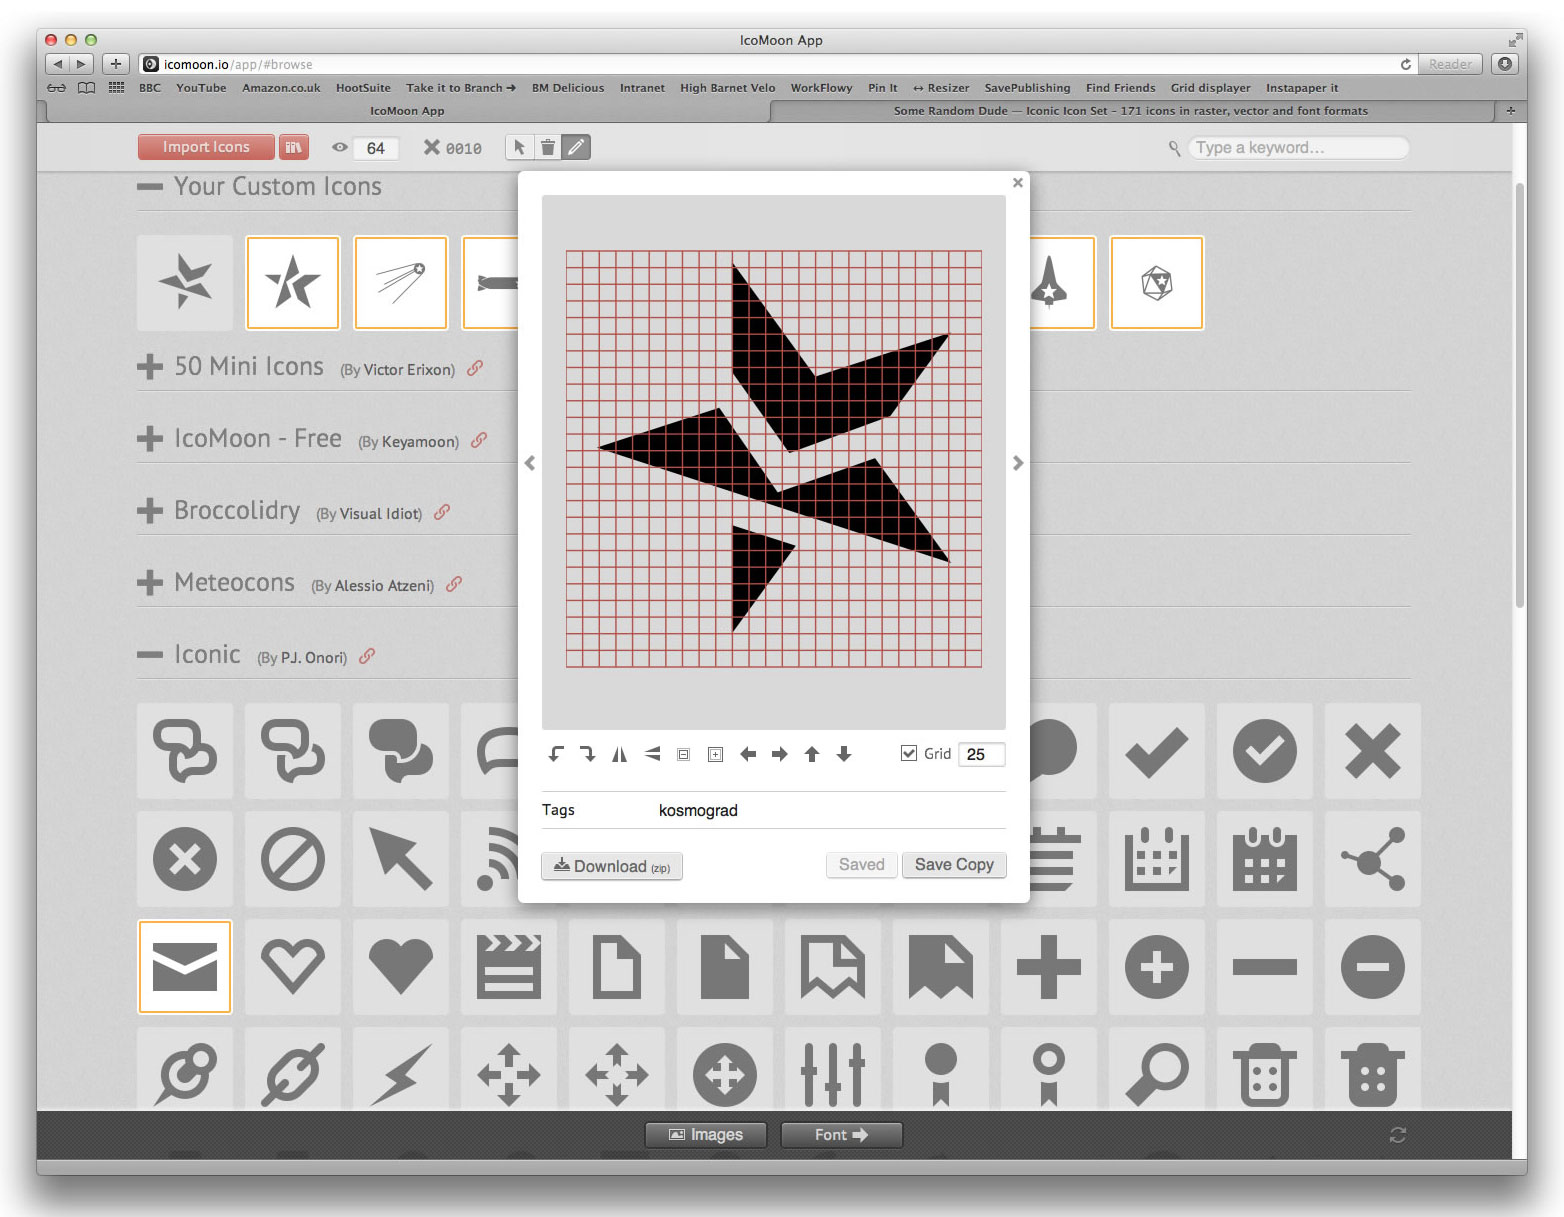 IcoMoon App
icomoon.io/app/#browse
Reader
BBC YouTube Amazon.co.uk HootSuite Take it to Branch → BM Delicious Intranet High Barnet Velo WorkFlowy Pin It ↔ Resizer SavePublishing Find Friends Grid displayer Instapaper it
IcoMoon App
Some Random Dude — Iconic Icon Set – 171 icons in raster, vector and font formats
Import Icons 64 0010 Type a keyword...
Your Custom Icons
50 Mini Icons (By Victor Erixon)
IcoMoon - Free (By Keyamoon)
Broccolidry (By Visual Idiot)
Meteocons (By Alessio Atzeni)
Iconic (By P.J. Onori)
Grid 25
Tags kosmograd
Download (zip) Saved Save Copy
Images Font